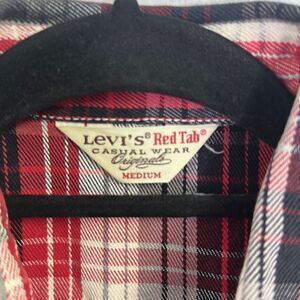 Levi's® Red Tab®
CASUAL WEAR
Originals
MEDIUM